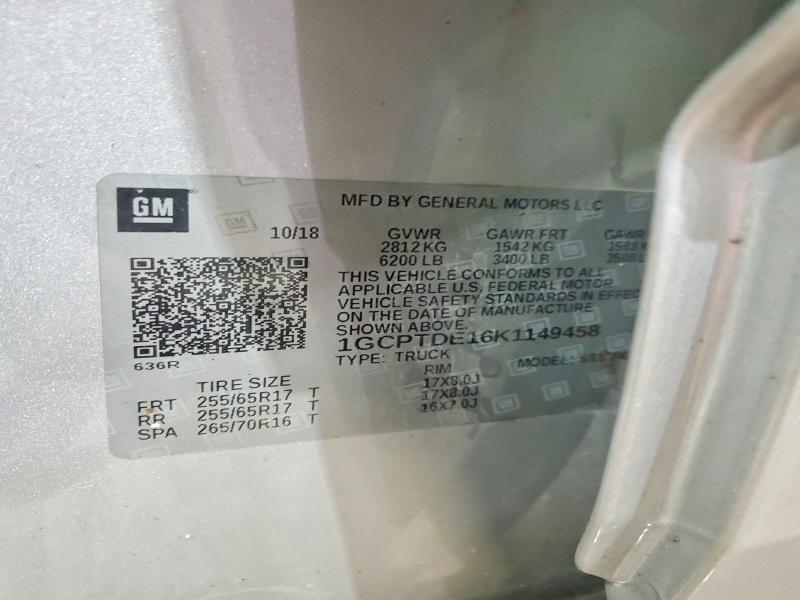 GM
MFD BY GENERAL MOTORS LLC
10/18
GVWR GAWR FRT GAWR
2812 KG 1542 KG
6200 LB 3400 LB
THIS VEHICLE CONFORMS TO ALL
APPLICABLE U.S. FEDERAL MOTOR
VEHICLE SAFETY STANDARDS IN EFFEC
ON THE DATE OF MANUFACTURE
SHOWN ABOVE.
1GCPTDE16K1149458
TYPE: TRUCK MODEL:
636R
TIRE SIZE RIM
FRT 255/65R17 T 17X8.0J
RR 255/65R17 T 17X8.0J
SPA 265/70R16 T 16X7.0J